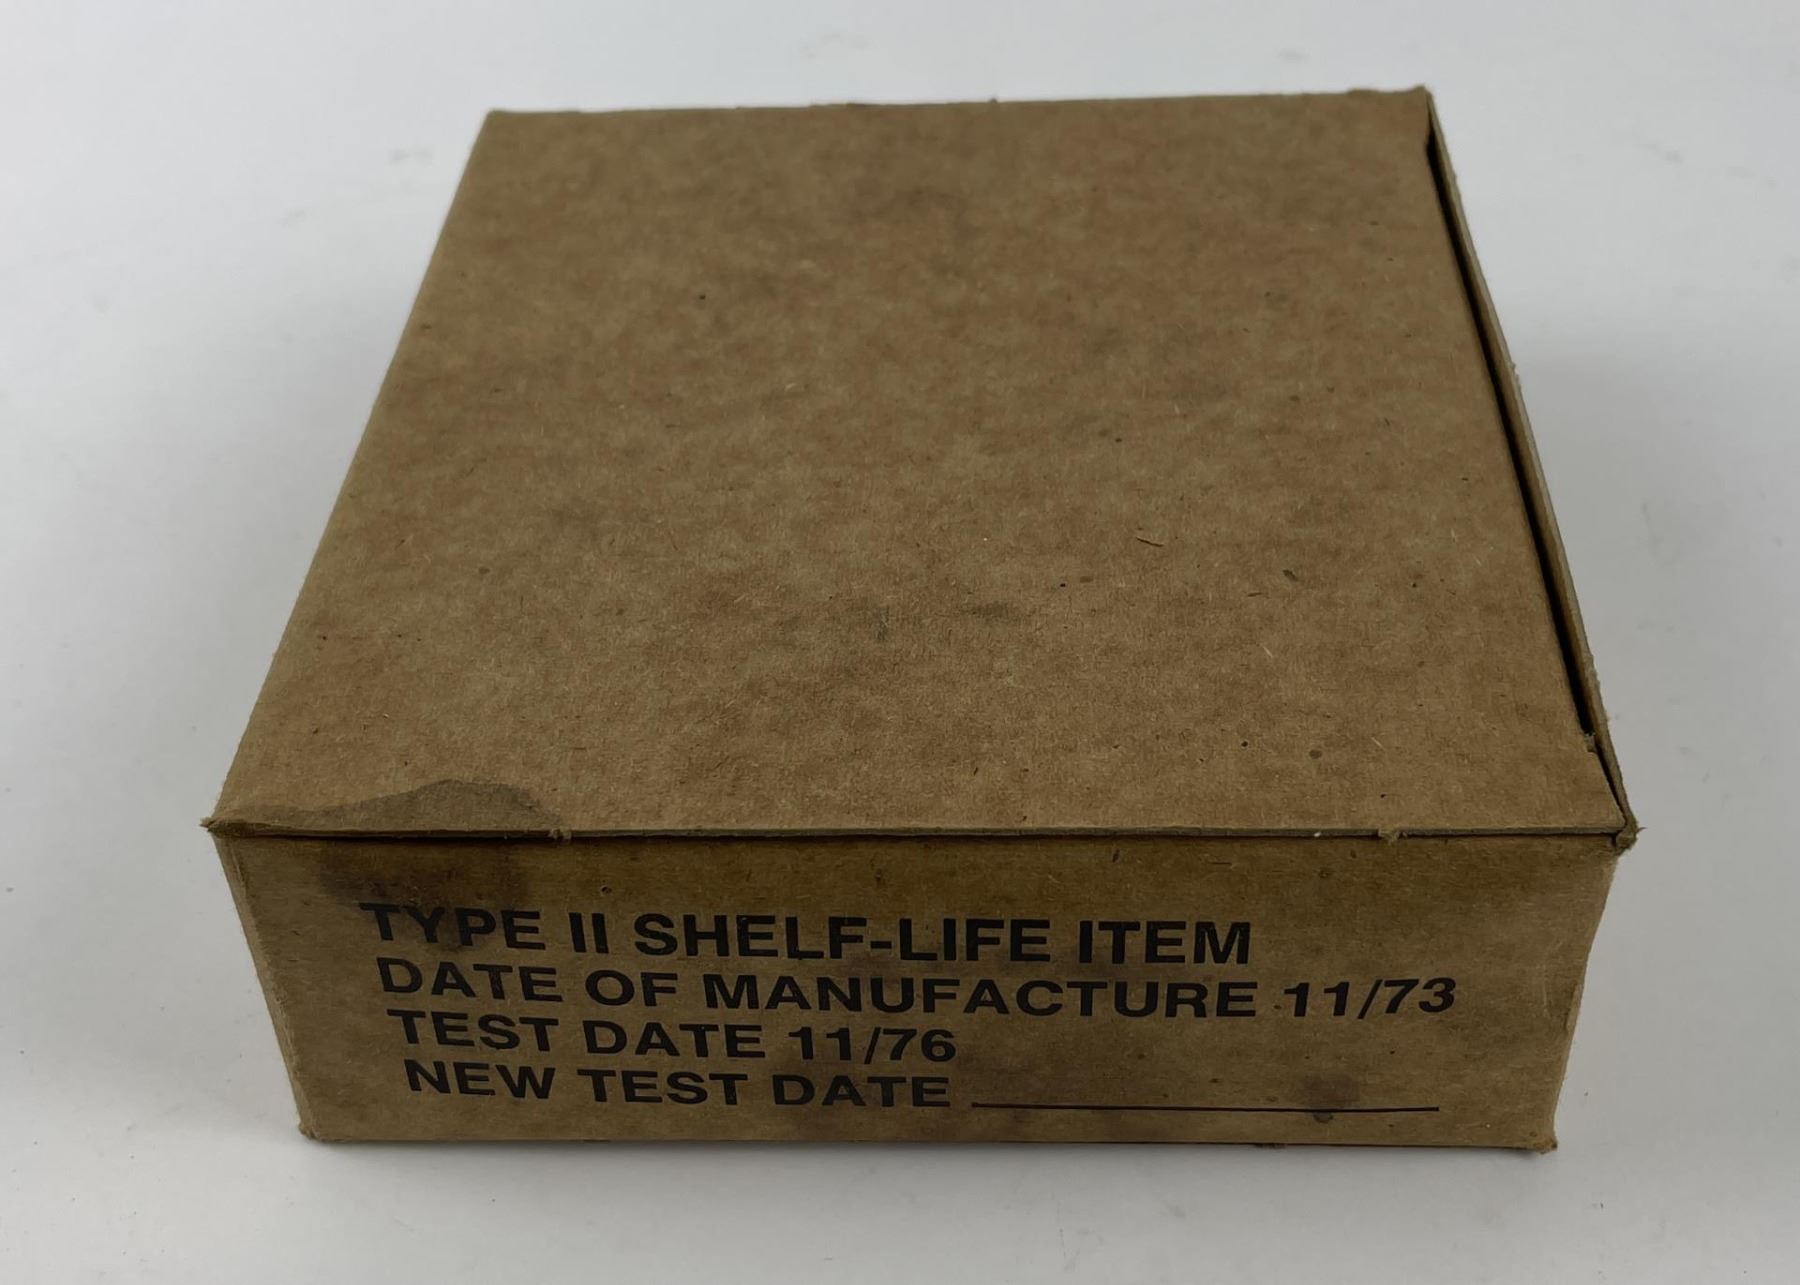 TYPE II SHELF-LIFE ITEM
DATE OF MANUFACTURE 11/73
TEST DATE 11/76
NEW TEST DATE